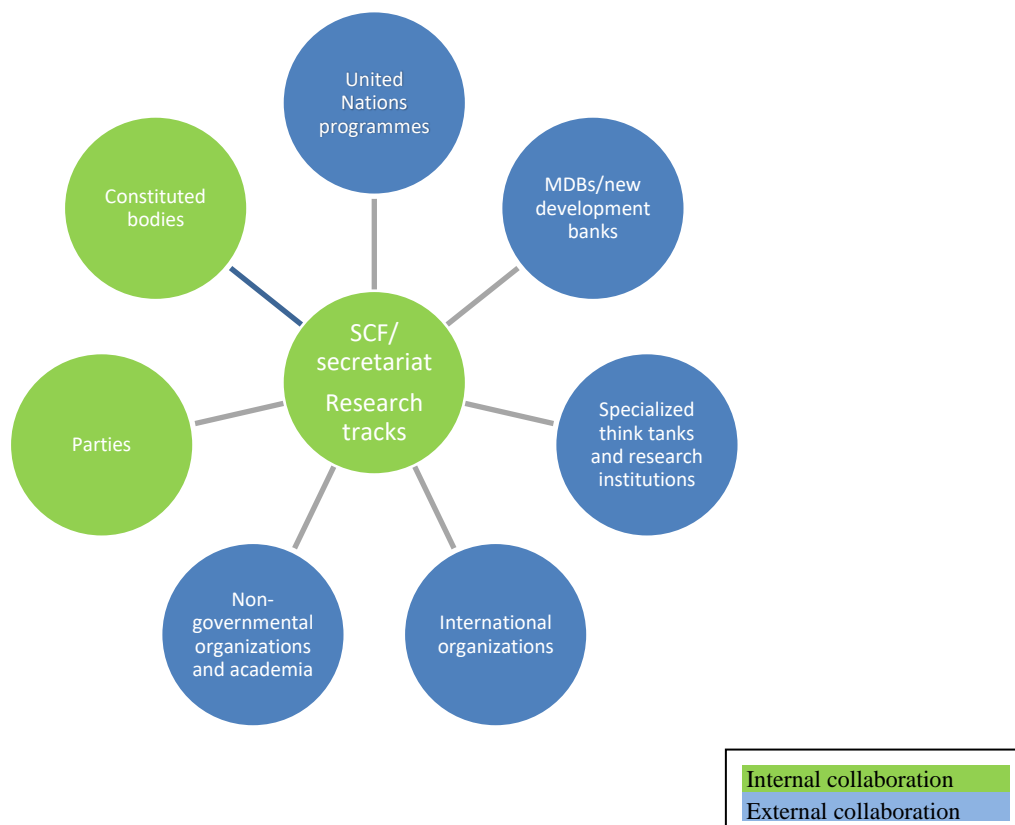 United
Nations
programmes
Constituted
bodies
MDBs/new
development
banks
SCF/
secretariat
Research
tracks
Parties
Specialized
think tanks
and research
institutions
Non-
governmental
organizations
and academia
International
organizations
Internal collaboration
External collaboration